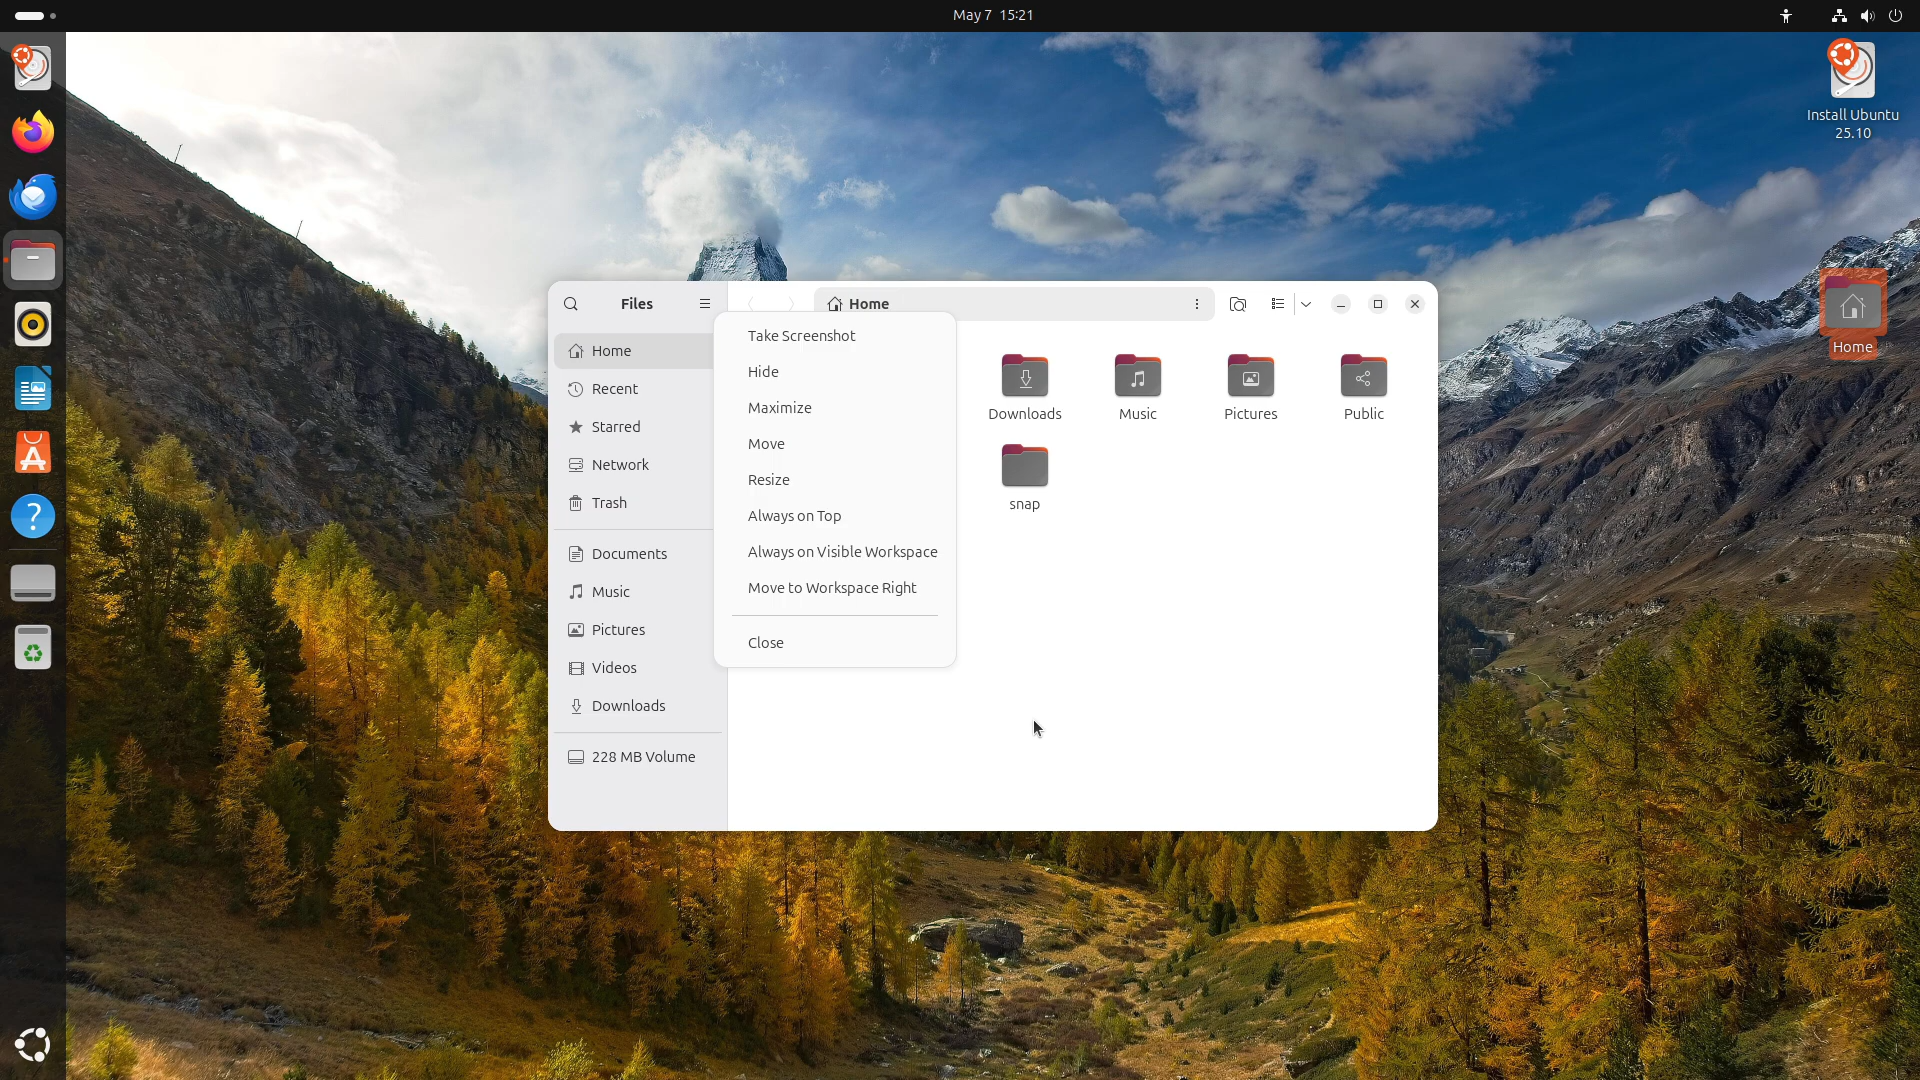 May 7 15:21
Install Ubuntu
25.10
Home
Files
Home
Home
Recent
Starred
Network
Trash
Documents
Music
Pictures
Videos
Downloads
228 MB Volume
Take Screenshot
Hide
Maximize
Move
Resize
Always on Top
Always on Visible Workspace
Move to Workspace Right
Close
Downloads
Music
Pictures
Public
snap